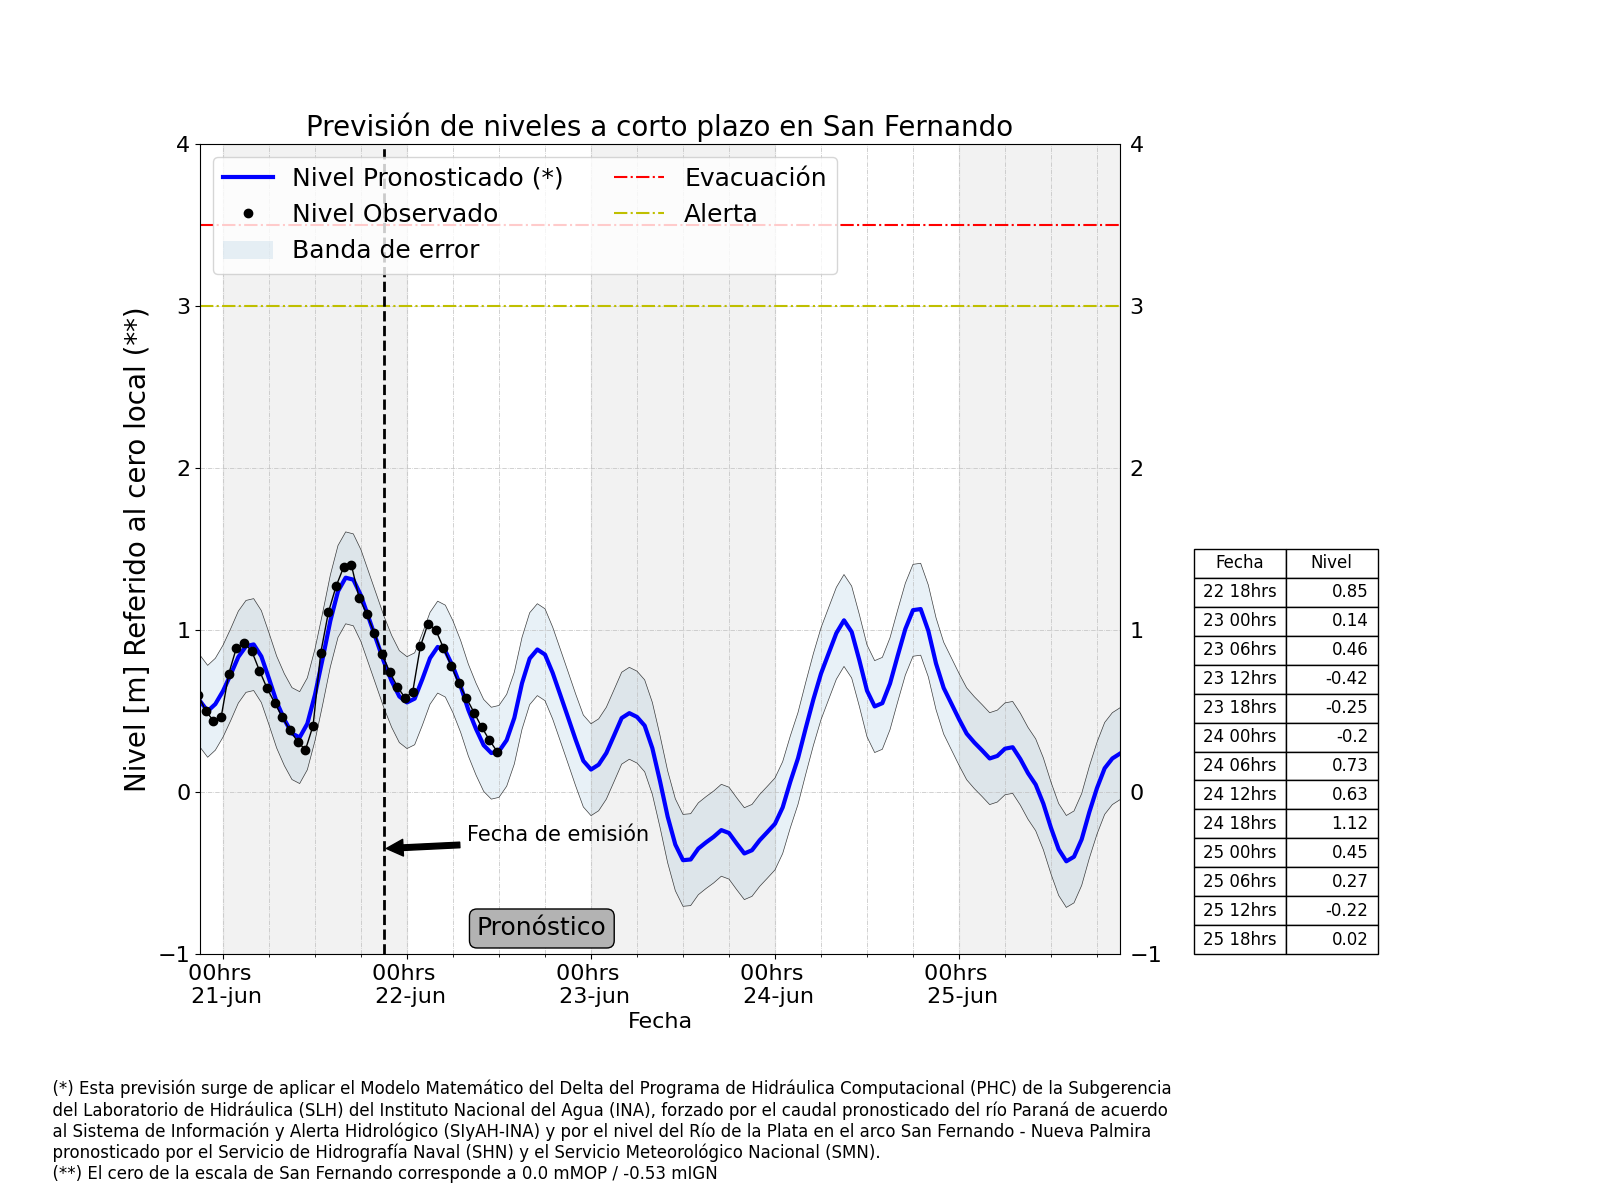 Previsión de niveles a corto plazo en San Fernando
Nivel Pronosticado (*)
Nivel Observado
Banda de error
Evacuación
Alerta
Nivel [m] Referido al cero local (**)
4
3
2
1
0
−1
4
3
2
1
0
−1
Fecha de emisión
Pronóstico
00hrs
21-jun
00hrs
22-jun
00hrs
23-jun
00hrs
24-jun
00hrs
25-jun
Fecha
Fecha Nivel
22 18hrs 0.85
23 00hrs 0.14
23 06hrs 0.46
23 12hrs -0.42
23 18hrs -0.25
24 00hrs -0.2
24 06hrs 0.73
24 12hrs 0.63
24 18hrs 1.12
25 00hrs 0.45
25 06hrs 0.27
25 12hrs -0.22
25 18hrs 0.02
(*) Esta previsión surge de aplicar el Modelo Matemático del Delta del Programa de Hidráulica Computacional (PHC) de la Subgerencia
del Laboratorio de Hidráulica (SLH) del Instituto Nacional del Agua (INA), forzado por el caudal pronosticado del río Paraná de acuerdo
al Sistema de Información y Alerta Hidrológico (SIyAH-INA) y por el nivel del Río de la Plata en el arco San Fernando - Nueva Palmira
pronosticado por el Servicio de Hidrografía Naval (SHN) y el Servicio Meteorológico Nacional (SMN).
(**) El cero de la escala de San Fernando corresponde a 0.0 mMOP / -0.53 mIGN